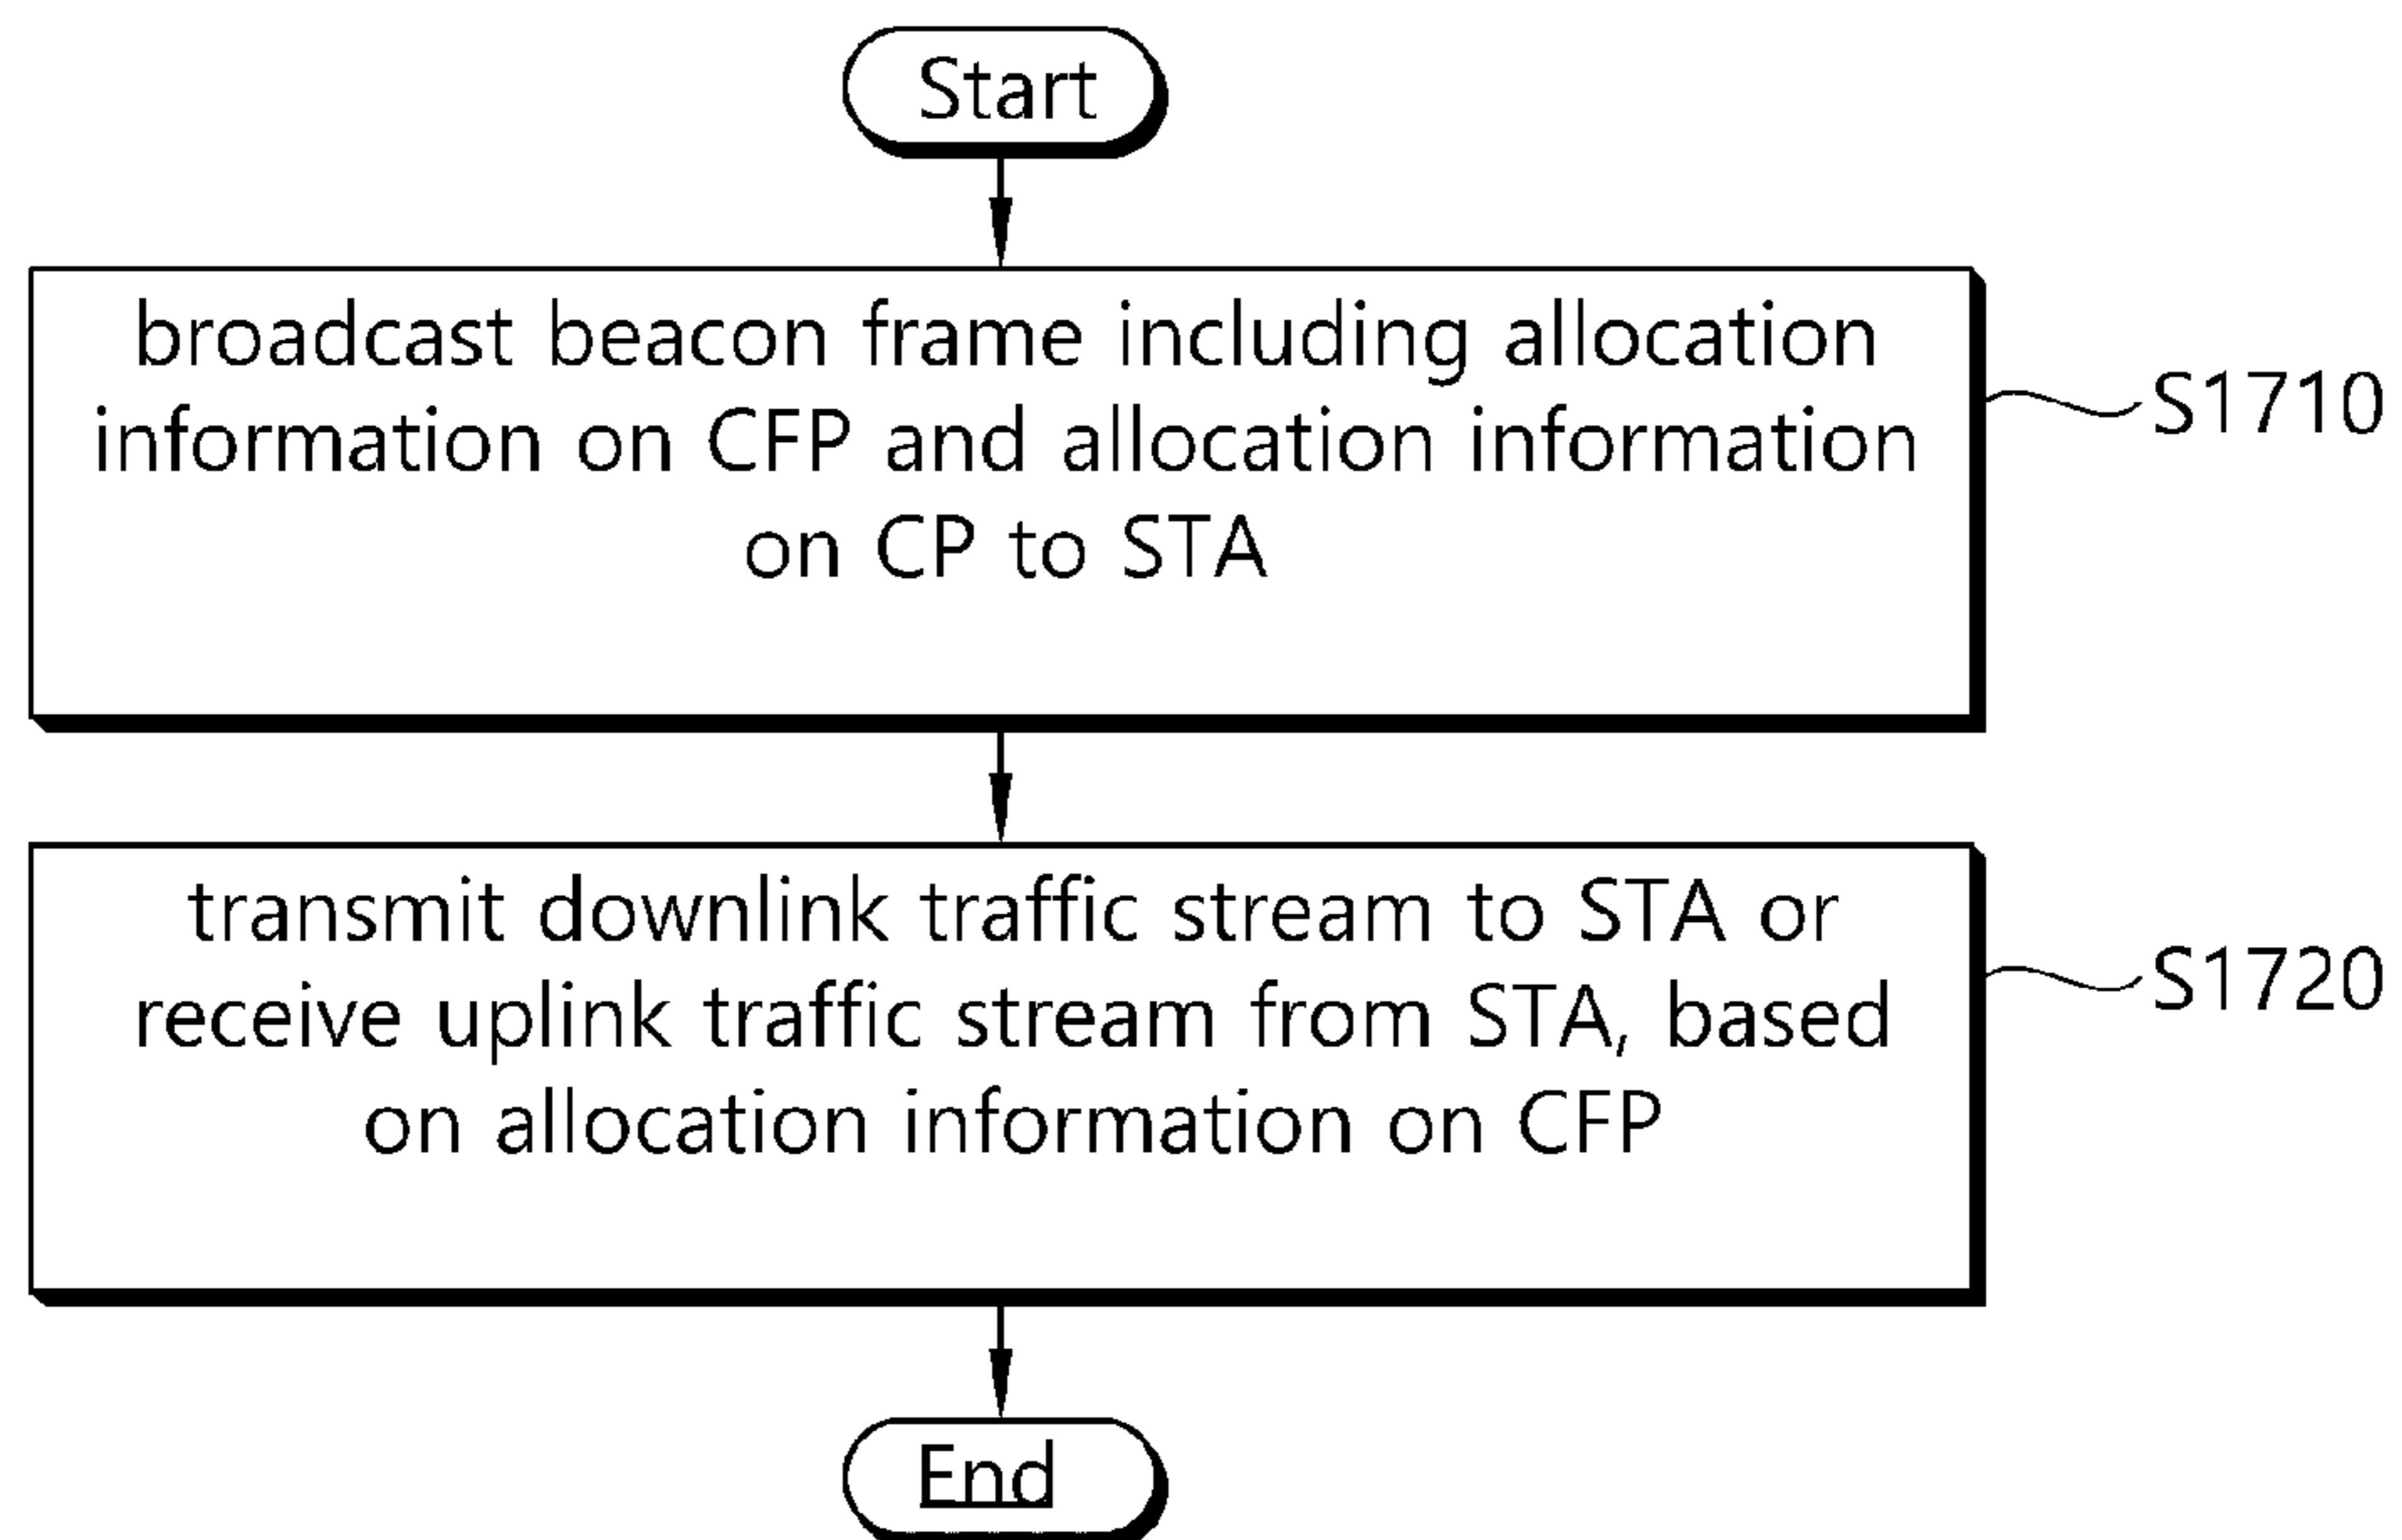 Start
broadcast beacon frame including allocation
information on CFP and allocation information
on CP to STA
S1710
transmit downlink traffic stream to STA or
receive uplink traffic stream from STA, based
on allocation information on CFP
S1720
End